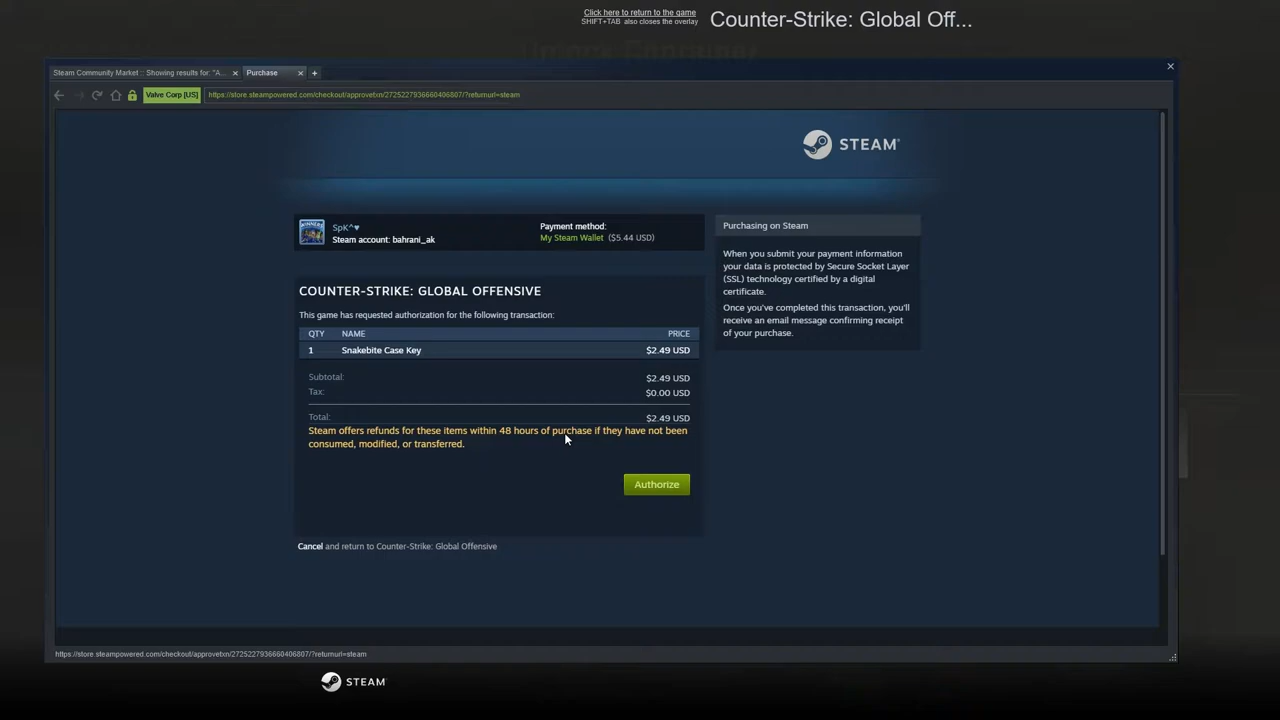 Click here to return to the game
SHIFT+TAB also closes the overlay
Counter-Strike: Global Off...
Unlock Container
Steam Community Market :: Showing results for: "A...
Purchase
Valve Corp [US]
https://store.steampowered.com/checkout/approvetxn/2725227936660406807/?returnurl=steam
STEAM®
SpK^♥
Steam account: bahrani_ak
Payment method:
My Steam Wallet ($5.44 USD)
Purchasing on Steam
When you submit your payment information
your data is protected by Secure Socket Layer
(SSL) technology certified by a digital
certificate.
Once you've completed this transaction, you'll
receive an email message confirming receipt
of your purchase.
COUNTER-STRIKE: GLOBAL OFFENSIVE
This game has requested authorization for the following transaction:
QTY NAME PRICE
1 Snakebite Case Key $2.49 USD
Subtotal: $2.49 USD
Tax: $0.00 USD
Total: $2.49 USD
Steam offers refunds for these items within 48 hours of purchase if they have not been
consumed, modified, or transferred.
Authorize
Cancel and return to Counter-Strike: Global Offensive
https://store.steampowered.com/checkout/approvetxn/2725227936660406807/?returnurl=steam
STEAM